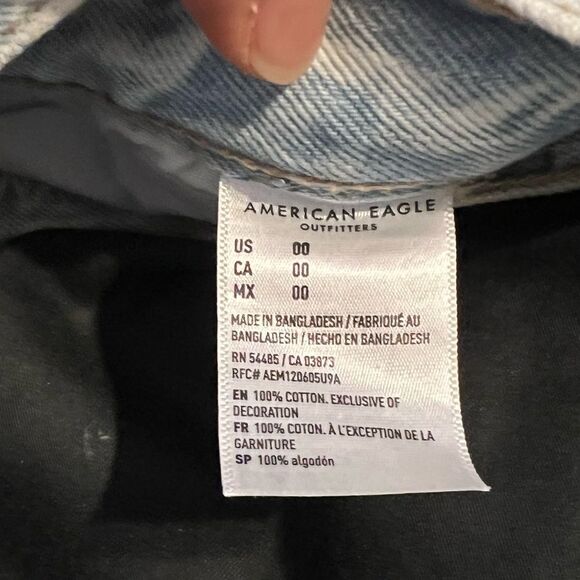 AMERICAN EAGLE
OUTFITTERS
US 00
CA 00
MX 00
MADE IN BANGLADESH / FABRIQUÉ AU
BANGLADESH / HECHO EN BANGLADESH
RN 54485 / CA 03873
RFC# AEM120605U9A
EN 100% COTTON. EXCLUSIVE OF
DECORATION
FR 100% COTON. À L'EXCEPTION DE LA
GARNITURE
SP 100% algodón